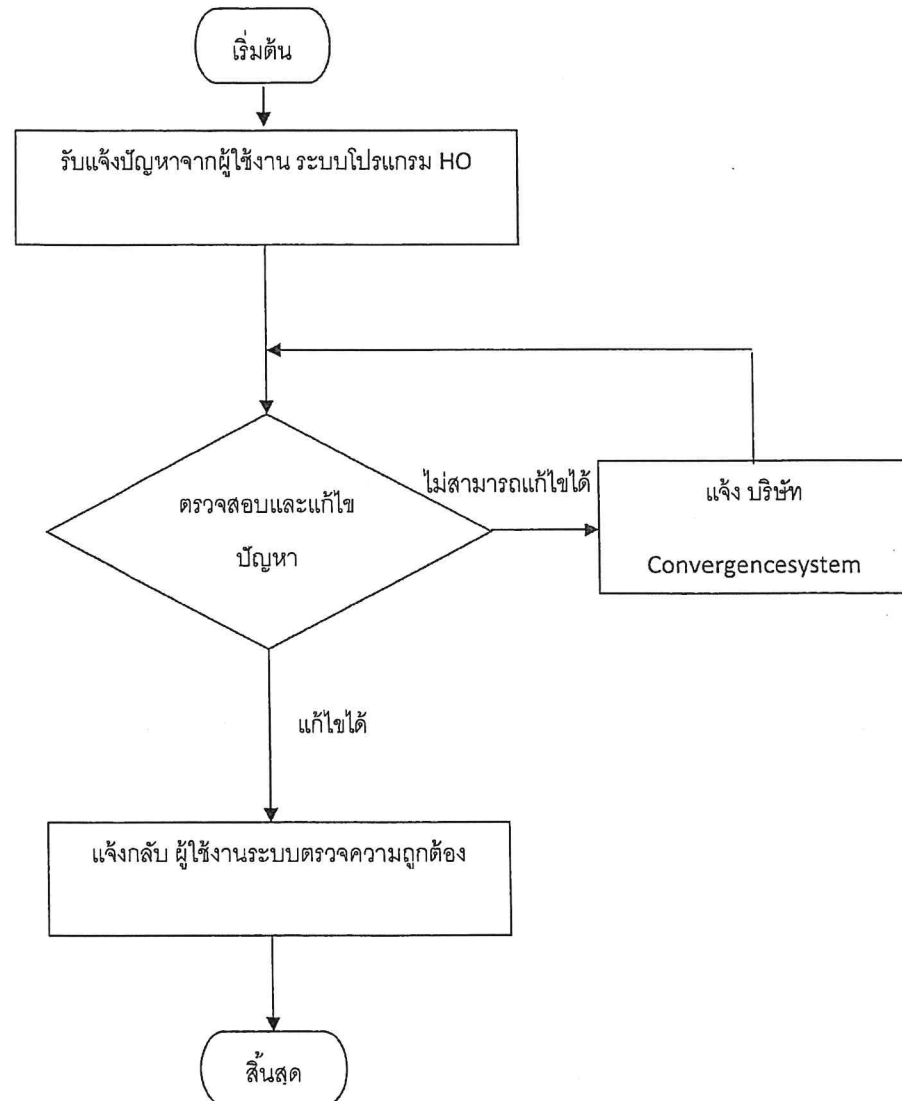 เริ่มต้น
รับแจ้งปัญหาจากผู้ใช้งาน ระบบโปรแกรม HO
ตรวจสอบและแก้ไข
ปัญหา
ไม่สามารถแก้ไขได้
แจ้ง บริษัท
Convergencesystem
แก้ไขได้
แจ้งกลับ ผู้ใช้งานระบบตรวจความถูกต้อง
สิ้นสุด